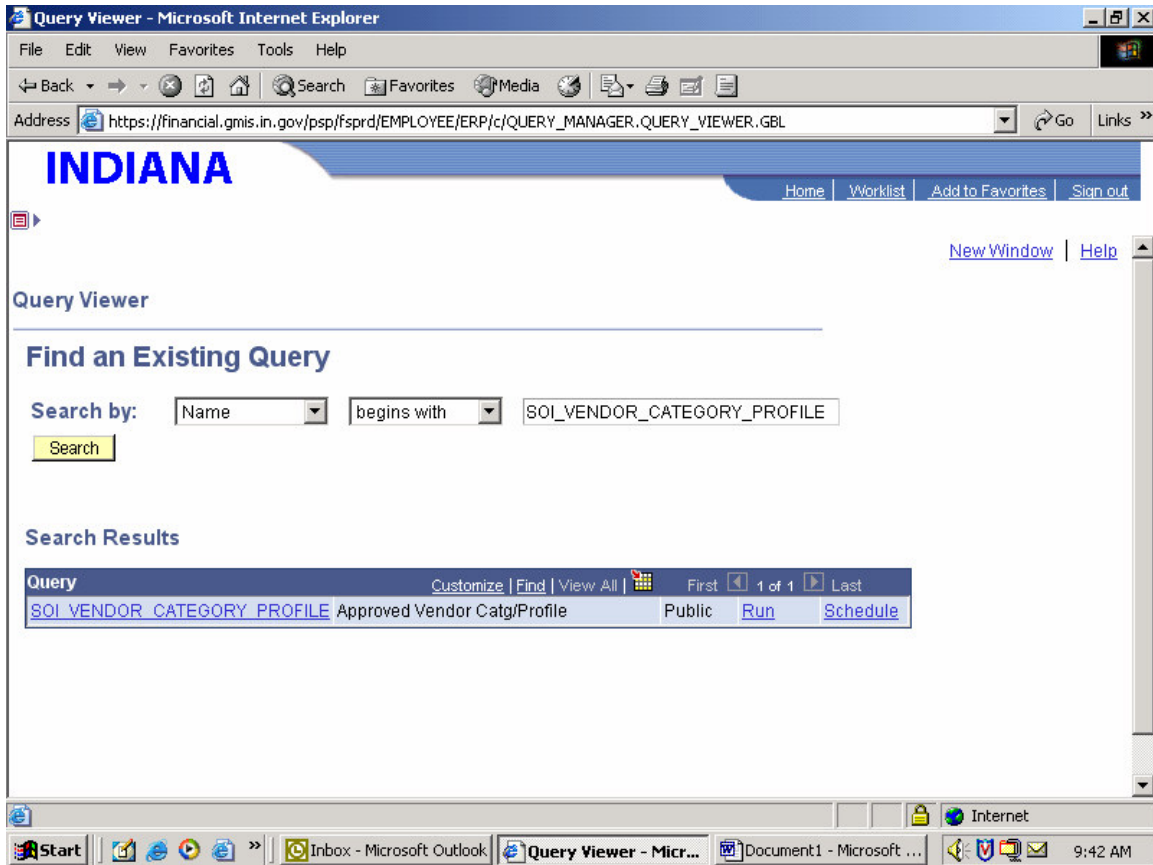 Query Viewer - Microsoft Internet Explorer
File Edit View Favorites Tools Help
Back Search Favorites Media
Address https://financial.gmis.in.gov/psp/fsprd/EMPLOYEE/ERP/c/QUERY_MANAGER.QUERY_VIEWER.GBL Go Links »
INDIANA
Home | Worklist | Add to Favorites | Sign out
New Window | Help
Query Viewer
Find an Existing Query
Search by: Name begins with SOI_VENDOR_CATEGORY_PROFILE
Search
Search Results
Query Customize | Find | View All | First 1 of 1 Last
SOI_VENDOR_CATEGORY_PROFILE Approved Vendor Catg/Profile Public Run Schedule
Internet
Start » Inbox - Microsoft Outlook Query Viewer - Micr... Document1 - Microsoft ... 9:42 AM